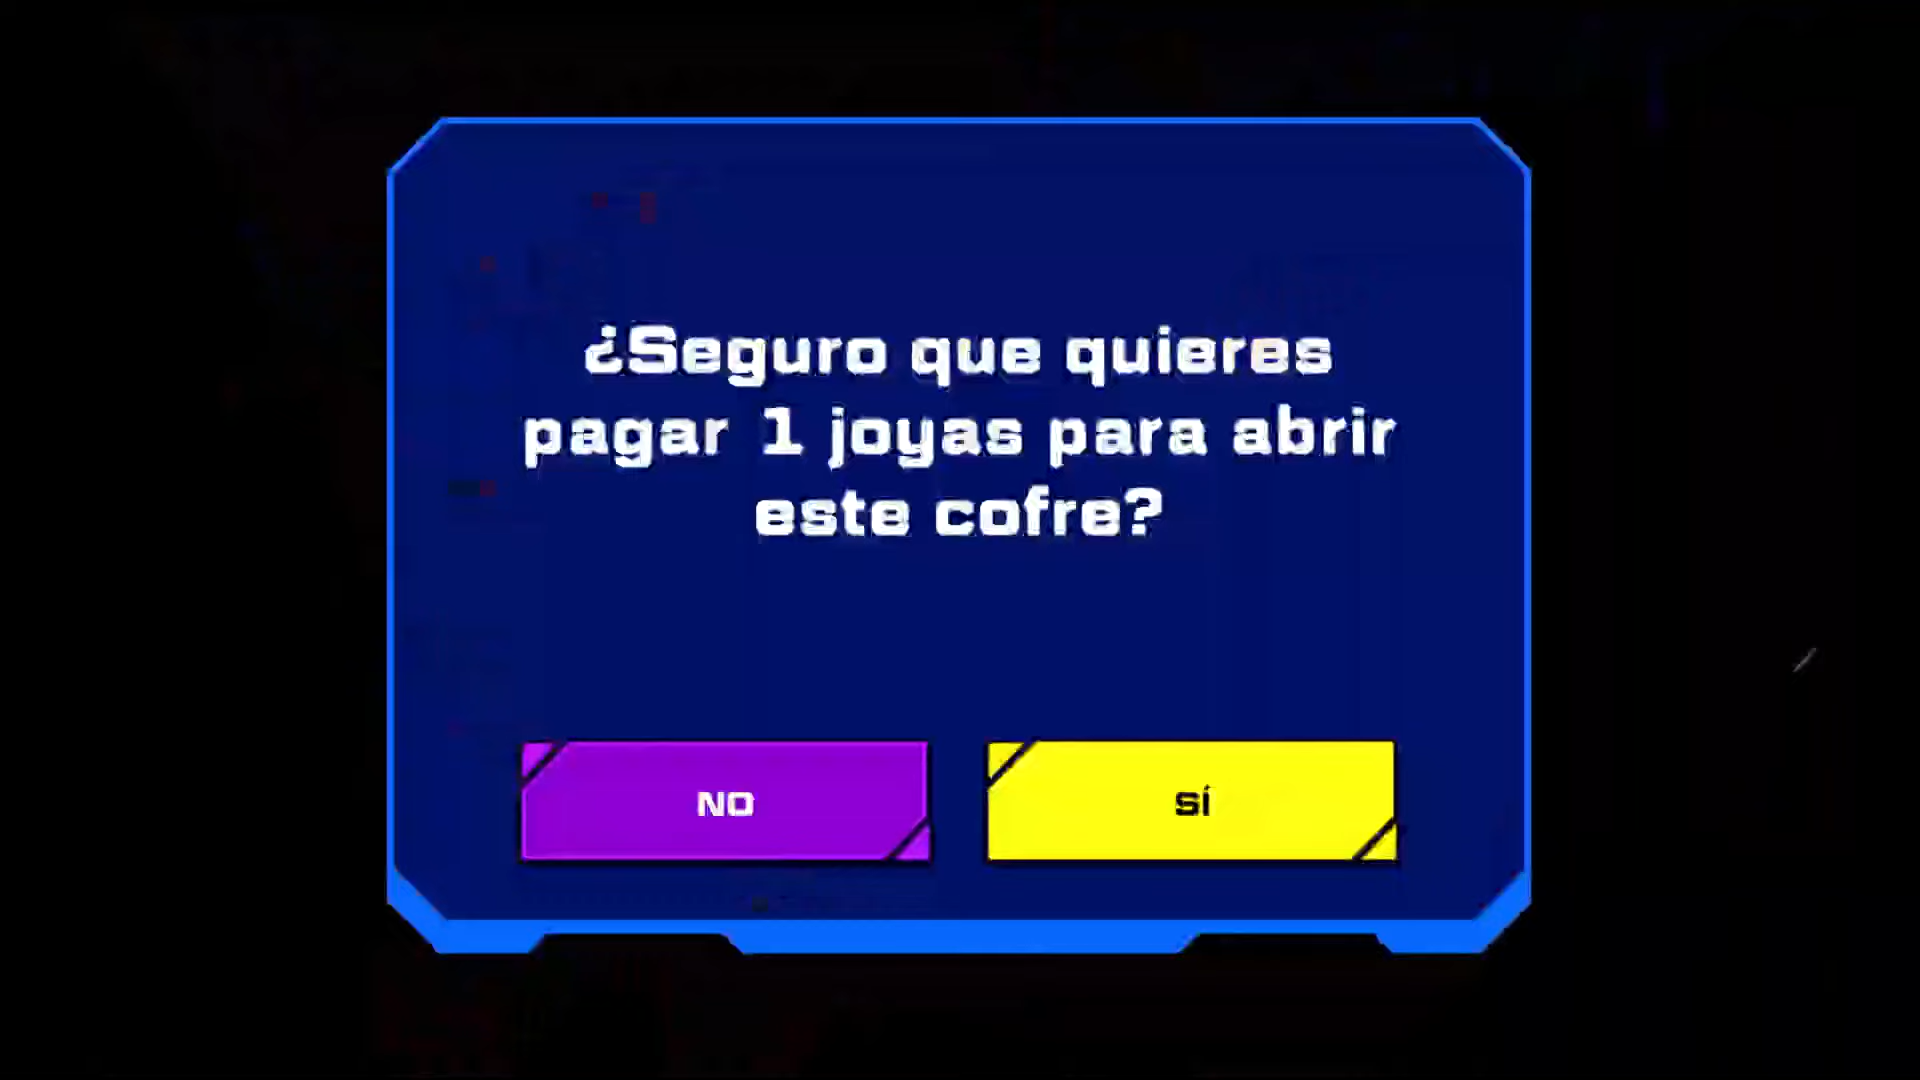 ¿Seguro que quieres
pagar 1 joyas para abrir
este cofre?
NO
SÍ